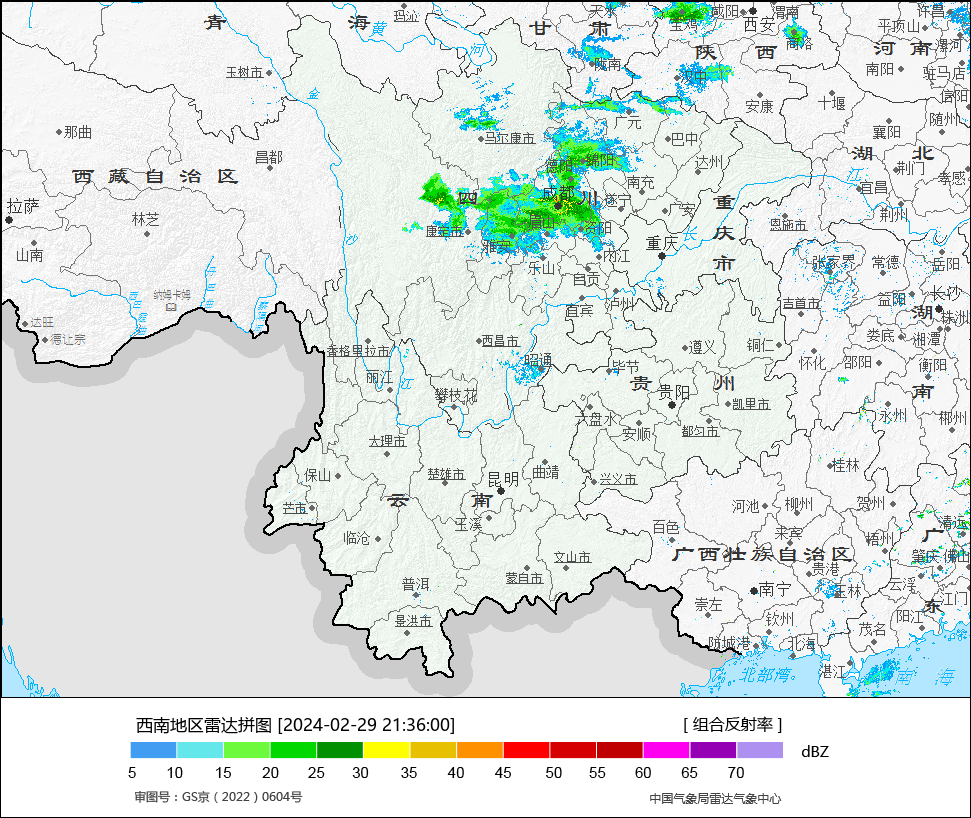 青 海 甘 肃
玛沁 黄 天水 宝鸡 咸阳 渭南 许昌
西安 平顶山
陕 西 商洛 河 南 漯河
河 陇南 南阳 驻马店
玉树市 汉中
金 安康 十堰 信阳
那曲 马尔康市 广元 巴中 襄阳 随州
昌都 德阳 绵阳 达州 湖 北
西 藏 自 治 区 荆门 孝感
江 宜昌
四 成都 川 南充 遂宁
拉萨 林芝 广安 重 荆州
康定市 眉山 资阳 恩施市
沙 雅安 重庆 长 庆
山南 内江 市
乐山 张家界 常德 岳阳
自贡
纳姆卡姆 宜宾 泸州 吉首市 益阳 长沙
达旺 湖 株洲
德让宗 西昌市 娄底 湘潭
香格里拉市 昭通 遵义 铜仁
丽江 毕节 怀化 邵阳 衡阳
江 攀枝花 贵 州 南
贵阳 凯里市
六盘水 永州 郴州
大理市 安顺 都匀市
保山 楚雄市 昆明 曲靖 兴义市 桂林
芒市 云 南 河池 柳州 贺州
玉溪 清远
临沧 百色 来宾 梧州 广
文山市 广 西 壮 族 自 治 区 肇庆 佛山
普洱 蒙自市 贵港
南宁 玉林 云浮
景洪市 崇左 东 江门
钦州 阳江
防城港 北海 茂名
北部湾 湛江 南 海
西南地区雷达拼图 [2024-02-29 21:36:00] [ 组合反射率 ]
dBZ
5 10 15 20 25 30 35 40 45 50 55 60 65 70
审图号：GS京（2022）0604号 中国气象局雷达气象中心